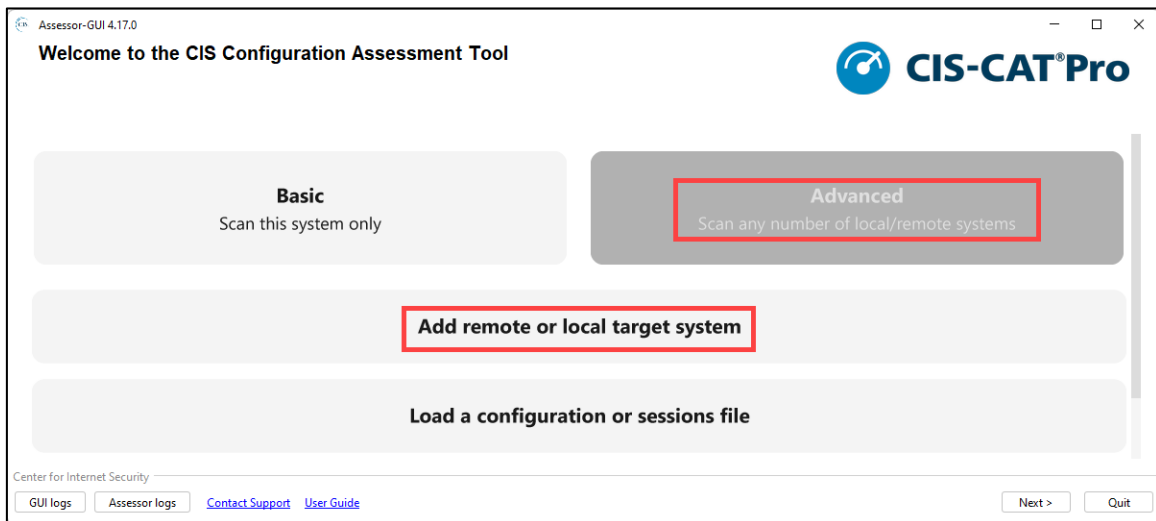 Assessor-GUI 4.17.0
Welcome to the CIS Configuration Assessment Tool
CIS-CAT®Pro
Basic
Scan this system only
Advanced
Scan any number of local/remote systems
Add remote or local target system
Load a configuration or sessions file
Center for Internet Security
GUI logs
Assessor logs
Contact Support
User Guide
Next >
Quit